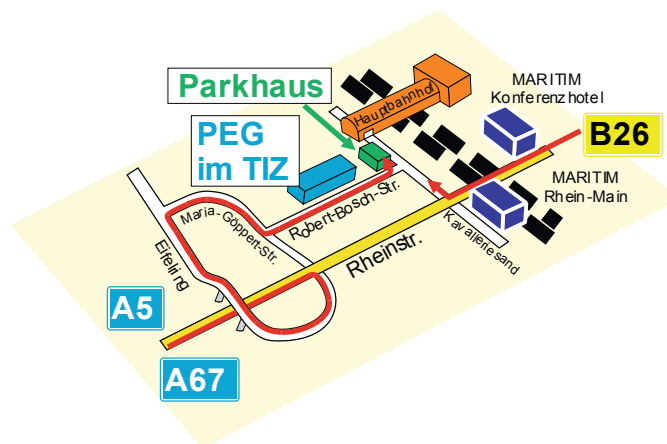 Parkhaus
Hauptbahnhof
MARITIM
Konferenzhotel
PEG
im TIZ
B26
MARITIM
Rhein-Main
Maria-Göppert-Str.
Robert-Bosch-Str.
Eifelring
Rheinstr.
Kavalleriesand
A5
A67